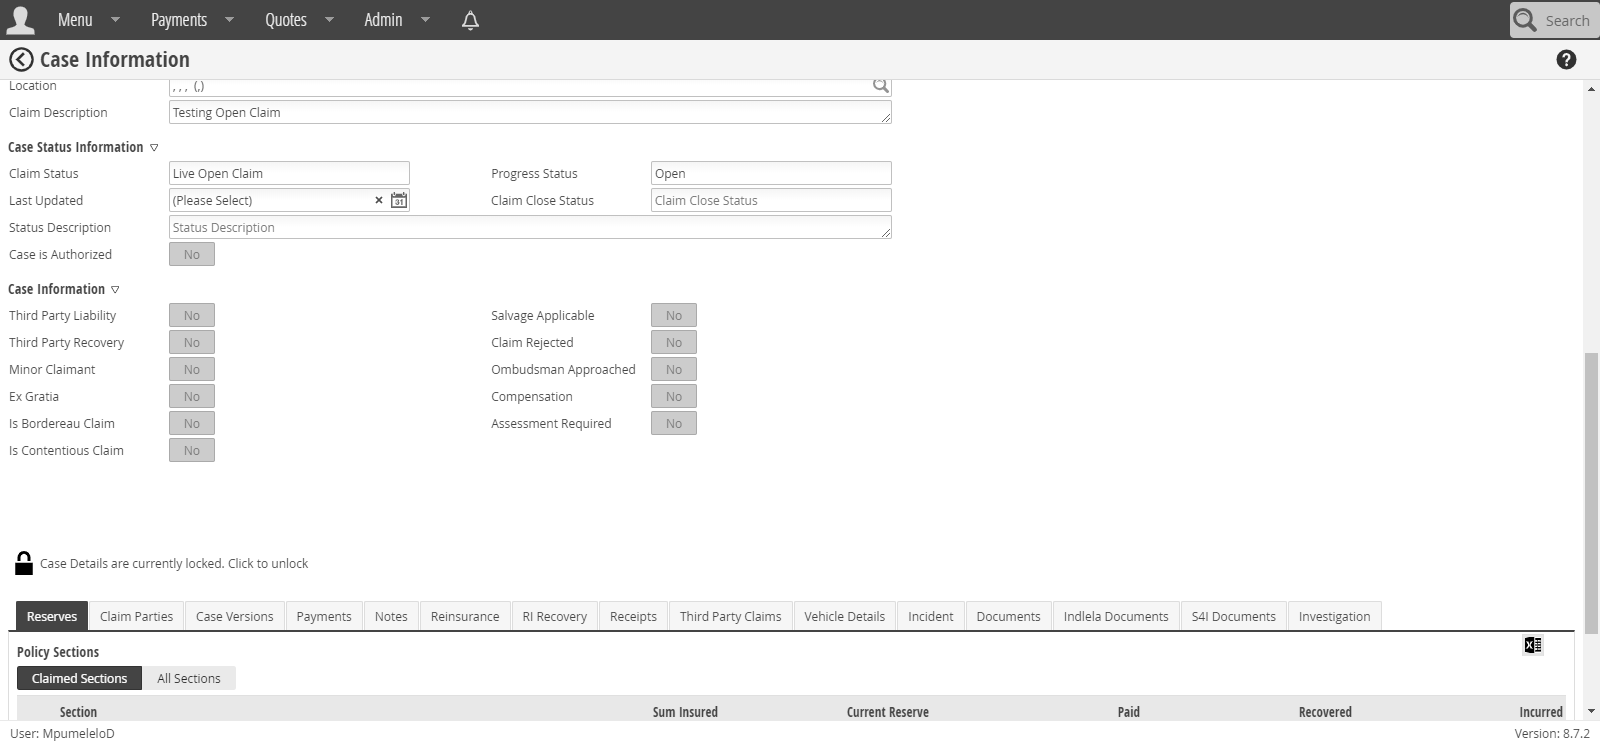 Menu Payments Quotes Admin Search
Case Information
Location , , , (,)
Claim Description Testing Open Claim
Case Status Information
Claim Status Live Open Claim Progress Status Open
Last Updated (Please Select) × 31 Claim Close Status Claim Close Status
Status Description Status Description
Case is Authorized No
Case Information
Third Party Liability No Salvage Applicable No
Third Party Recovery No Claim Rejected No
Minor Claimant No Ombudsman Approached No
Ex Gratia No Compensation No
Is Bordereau Claim No Assessment Required No
Is Contentious Claim No
Case Details are currently locked. Click to unlock
Reserves Claim Parties Case Versions Payments Notes Reinsurance RI Recovery Receipts Third Party Claims Vehicle Details Incident Documents Indlela Documents S4I Documents Investigation
Policy Sections
Claimed Sections All Sections
Section Sum Insured Current Reserve Paid Recovered Incurred
User: MpumeleloD Version: 8.7.2